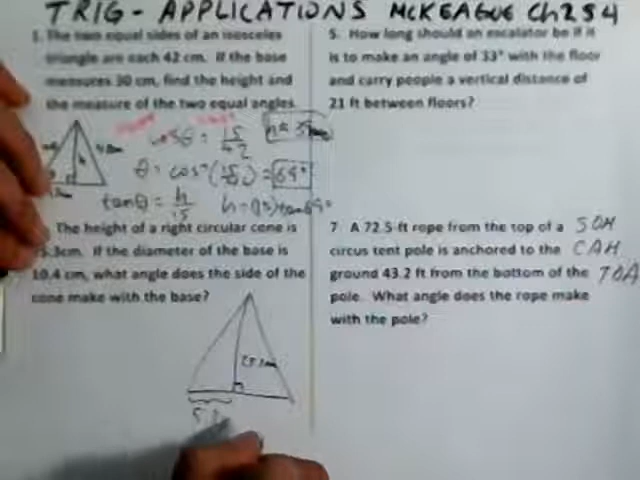 TRIG - APPLICATIONS MCKEAGUE Ch 2 § 4
1. The two equal sides of an isosceles
triangle are each 42 cm. If the base
measures 30 cm, find the height and
the measure of the two equal angles.
cosθ = 15/42
θ = cos⁻¹(15/42) = 69°
tanθ = h/15
The height of a right circular cone is
.3cm. If the diameter of the base is
10.4 cm, what angle does the side of the
cone make with the base?
5. How long should an escalator be if it
is to make an angle of 33° with the floor
and carry people a vertical distance of
21 ft between floors?
7 A 72.5-ft rope from the top of a
circus tent pole is anchored to the
ground 43.2 ft from the bottom of the
pole. What angle does the rope make
with the pole?
SOH
CAH
TOA